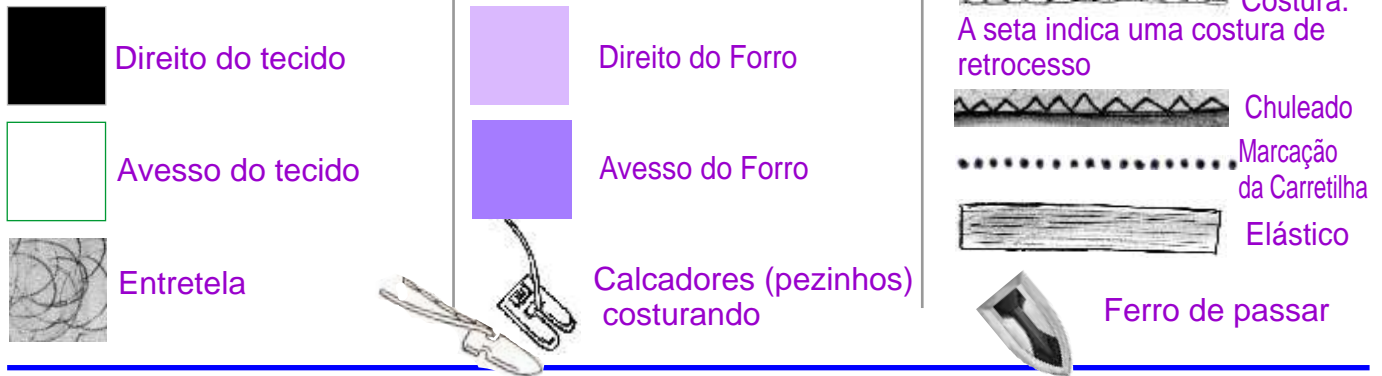 Direito do tecido
Avesso do tecido
Entretela
Direito do Forro
Avesso do Forro
Calcadores (pezinhos)
costurando
Costura.
A seta indica uma costura de
retrocesso
Chuleado
Marcação
da Carretilha
Elástico
Ferro de passar